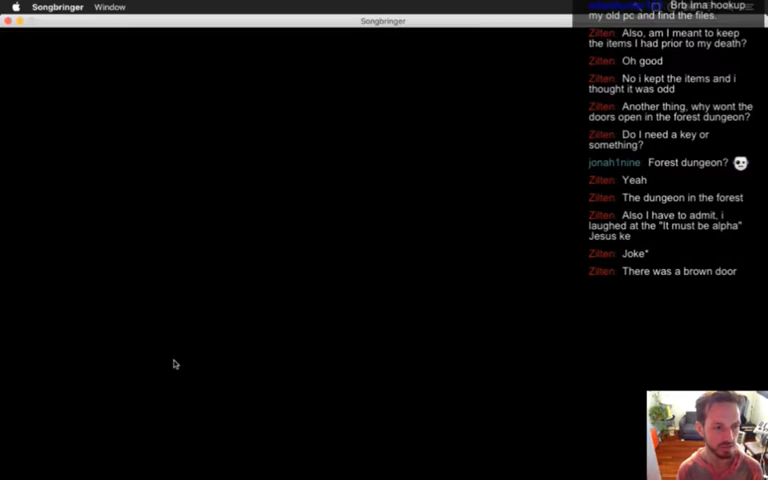 Songbringer Window
Songbringer
Brb Ima hookup
my old pc and find the files.
Zilten: Also, am I meant to keep
the items I had prior to my death?
Zilten: Oh good
Zilten: No i kept the items and i
thought it was odd
Zilten: Another thing, why wont the
doors open in the forest dungeon?
Zilten: Do I need a key or
something?
jonah1nine Forest dungeon?
Zilten: Yeah
Zilten: The dungeon in the forest
Zilten: Also I have to admit, i
laughed at the "It must be alpha"
Jesus ke
Zilten: Joke*
Zilten: There was a brown door